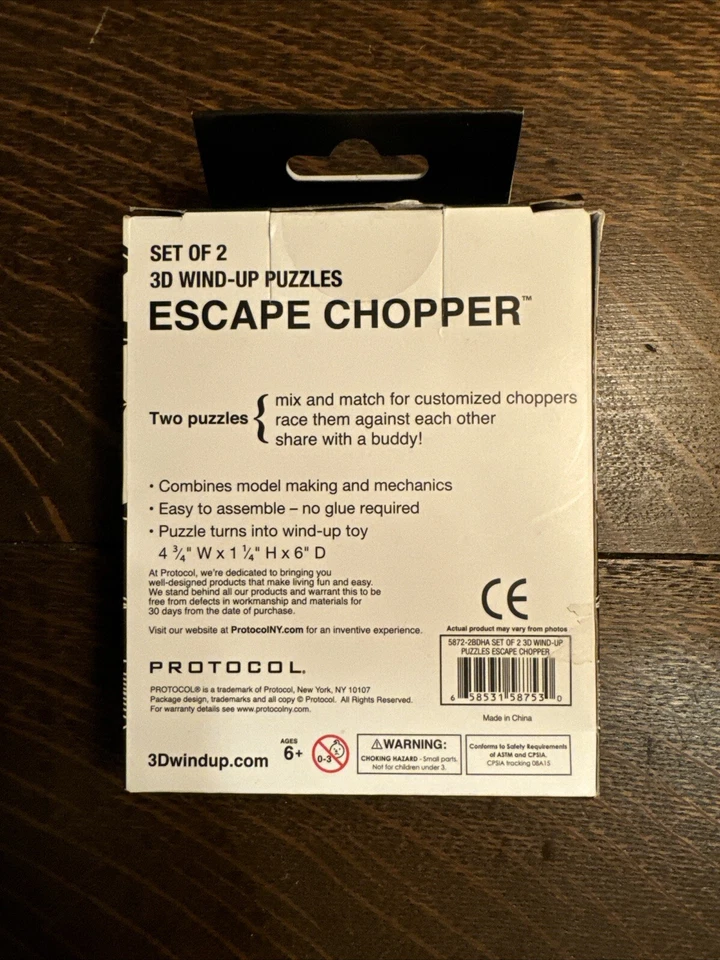 SET OF 2
3D WIND-UP PUZZLES
ESCAPE CHOPPER™
Two puzzles { mix and match for customized choppers
race them against each other
share with a buddy!
• Combines model making and mechanics
• Easy to assemble – no glue required
• Puzzle turns into wind-up toy
4 ¾" W x 1 ¼" H x 6" D
At Protocol, we're dedicated to bringing you
well-designed products that make living fun and easy.
We stand behind all our products and warrant this to be
free from defects in workmanship and materials for
30 days from the date of purchase.
Visit our website at ProtocolNY.com for an inventive experience.
CE
Actual product may vary from photos
5872-2BDHA SET OF 2 3D WIND-UP
PUZZLES ESCAPE CHOPPER
6 58531 58753 0
Made in China
PROTOCOL®
PROTOCOL® is a trademark of Protocol, New York, NY 10107
Package design, trademarks and all copy © Protocol. All Rights Reserved.
For warranty details see www.protocolny.com.
3Dwindup.com
AGES
6+
0-3
⚠WARNING:
CHOKING HAZARD - Small parts.
Not for children under 3.
Conforms to Safety Requirements
of ASTM and CPSIA.
CPSIA tracking 08A15